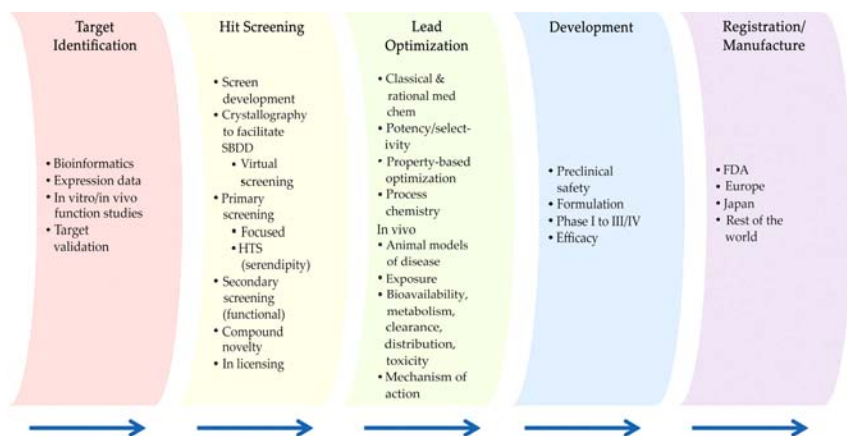 Target
Identification
• Bioinformatics
• Expression data
• In vitro/in vivo
function studies
• Target
validation
Hit Screening
• Screen
development
• Crystallography
to facilitate
SBDD
• Virtual
screening
• Primary
screening
• Focused
• HTS
(serendipity)
• Secondary
screening
(functional)
• Compound
novelty
• In licensing
Lead
Optimization
• Classical &
rational med
chem
• Potency/select-
ivity
• Property-based
optimization
• Process
chemistry
In vivo
• Animal models
of disease
• Exposure
• Bioavailability,
metabolism,
clearance,
distribution,
toxicity
• Mechanism of
action
Development
• Preclinical
safety
• Formulation
• Phase I to III/IV
• Efficacy
Registration/
Manufacture
• FDA
• Europe
• Japan
• Rest of the
world